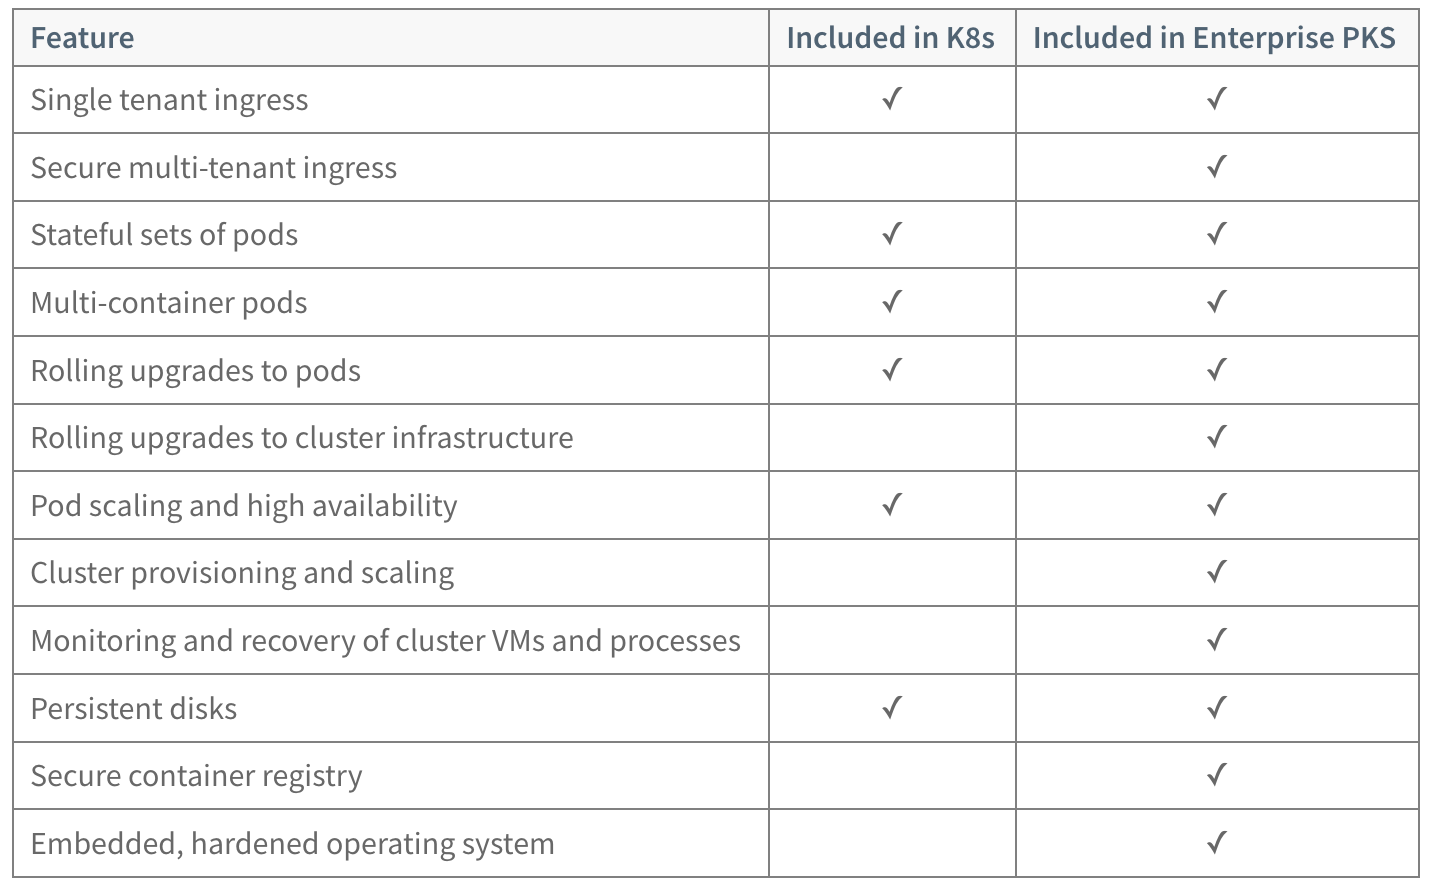 Feature Included in K8s Included in Enterprise PKS
Single tenant ingress ✓ ✓
Secure multi-tenant ingress ✓
Stateful sets of pods ✓ ✓
Multi-container pods ✓ ✓
Rolling upgrades to pods ✓ ✓
Rolling upgrades to cluster infrastructure ✓
Pod scaling and high availability ✓ ✓
Cluster provisioning and scaling ✓
Monitoring and recovery of cluster VMs and processes ✓
Persistent disks ✓ ✓
Secure container registry ✓
Embedded, hardened operating system ✓